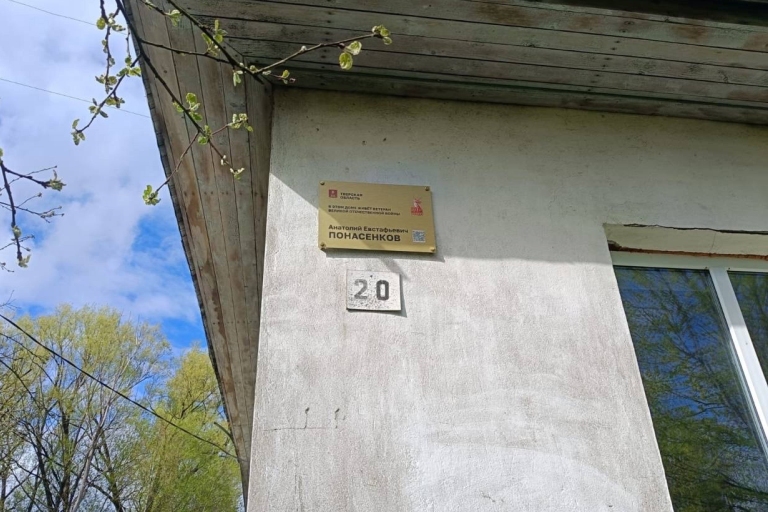 ТВЕРСКАЯ
ОБЛАСТЬ
В ЭТОМ ДОМЕ ЖИВЁТ ВЕТЕРАН
ВЕЛИКОЙ ОТЕЧЕСТВЕННОЙ ВОЙНЫ
Анатолий Евстафьевич
ПОНАСЕНКОВ
20